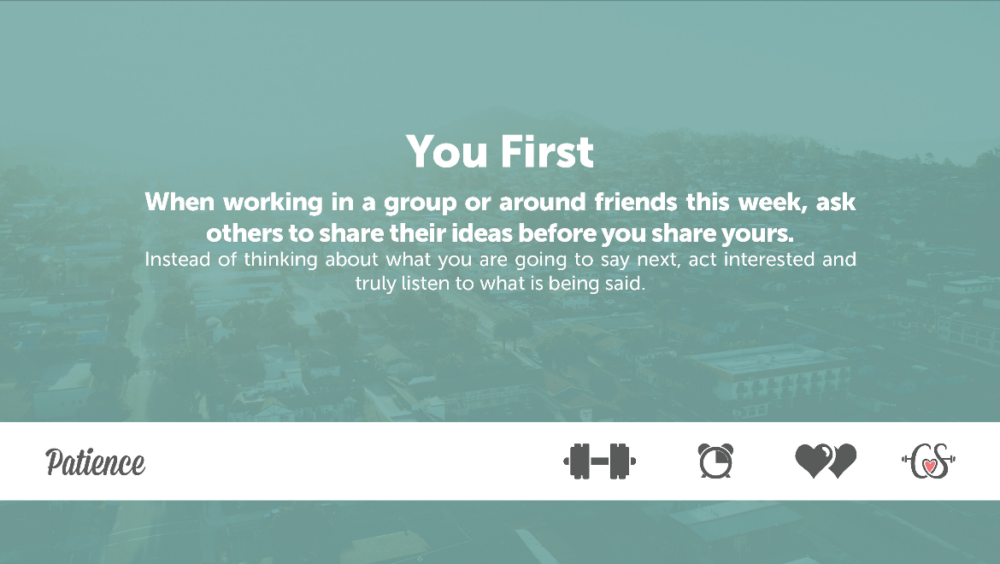 You First
When working in a group or around friends this week, ask
others to share their ideas before you share yours.
Instead of thinking about what you are going to say next, act interested and
truly listen to what is being said.
Patience
CS